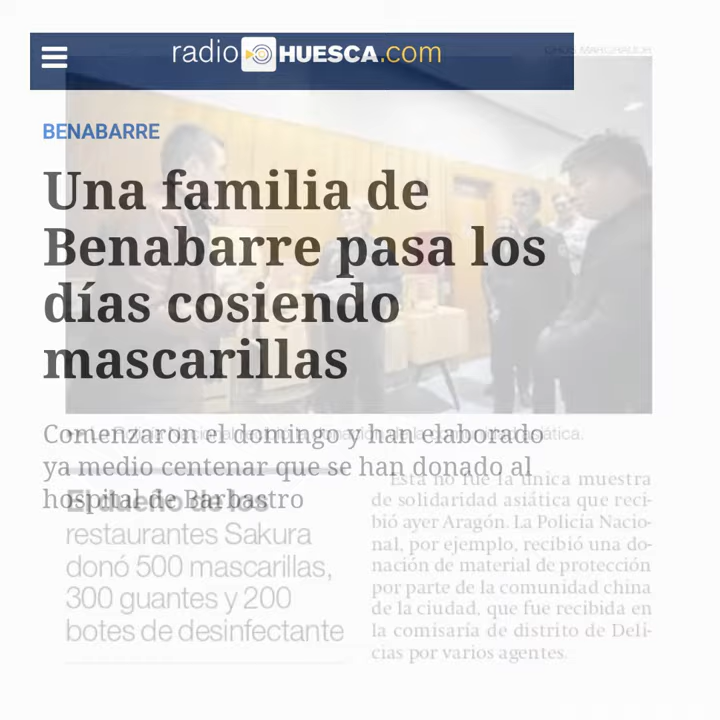 radio HUESCA.com
BENABARRE
Una familia de
Benabarre pasa los
días cosiendo
mascarillas
Comenzaron el domingo y han elaborado
ya medio centenar que se han donado al
hospital de Barbastro
El dueño de los
restaurantes Sakura
donó 500 mascarillas,
300 guantes y 200
botes de desinfectante
Esta no fue la única muestra
de solidaridad asiática que reci-
bió ayer Aragón. La Policía Nacio-
nal, por ejemplo, recibió una do-
nación de material de protección
por parte de la comunidad china
de la ciudad, que fue recibida en
la comisaría de distrito de Deli-
cias por varios agentes.